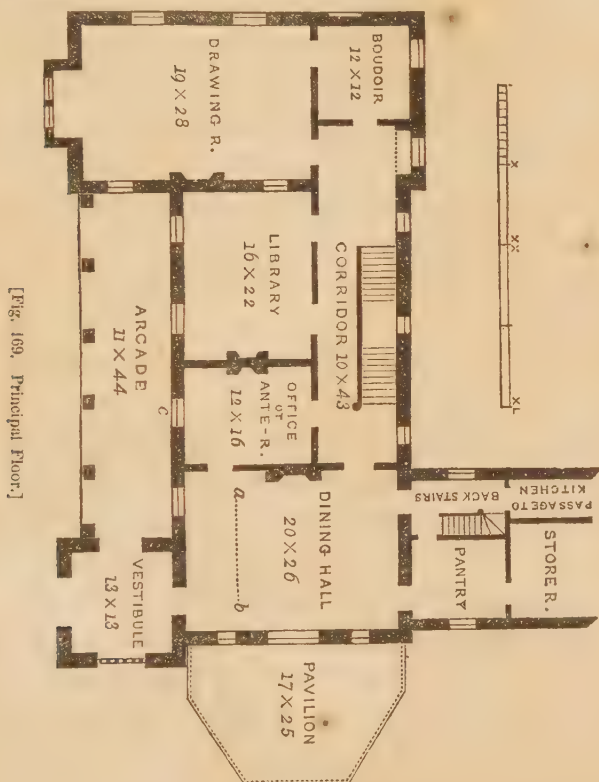 DRAWING R.
19 X 28
BOUDOIR
12 X 12
LIBRARY
16 X 22
CORRIDOR 10 X 43
ARCADE
11 X 44
c
OFFICE
or
ANTE-R.
12 X 16
DINING HALL
20 X 26
a
b
VESTIBULE
13 X 13
PAVILION
17 X 25
BACK STAIRS
PASSAGE TO
KITCHEN
PANTRY
STORE R.
X
XX
XL
[Fig. 169. Principal Floor.]